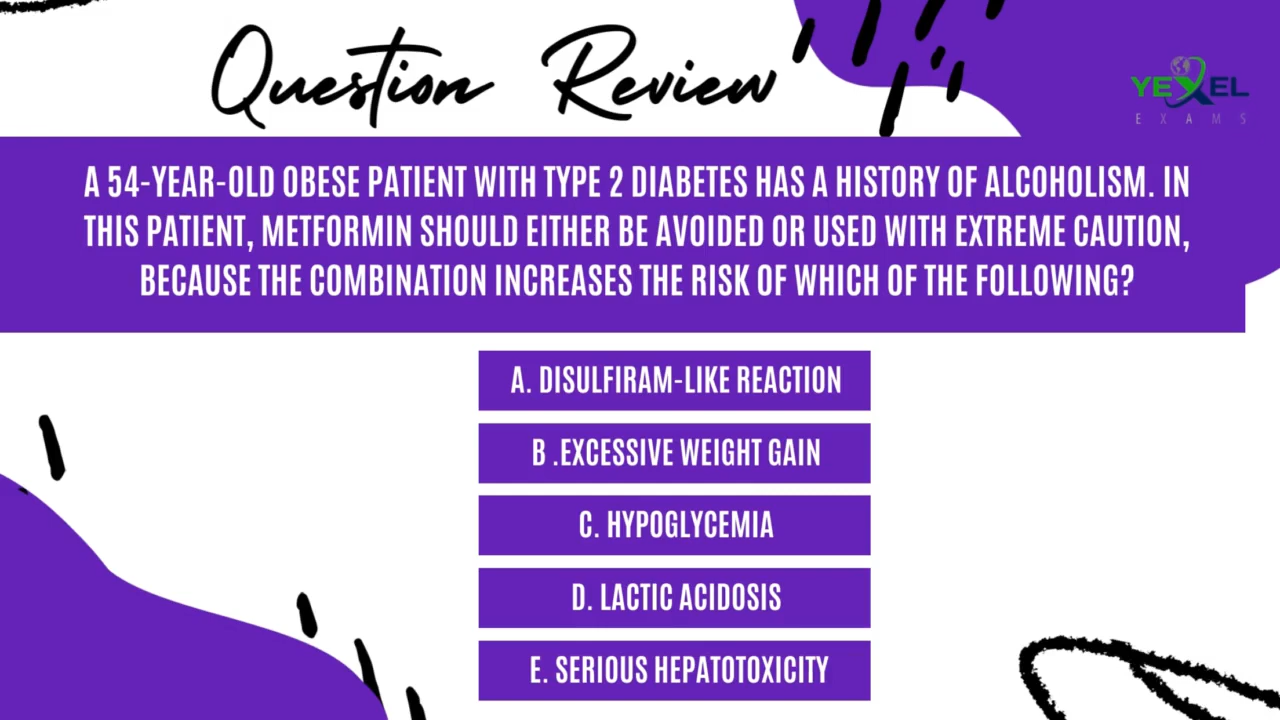 Question Review
YEXEL
EXAMS
A 54-YEAR-OLD OBESE PATIENT WITH TYPE 2 DIABETES HAS A HISTORY OF ALCOHOLISM. IN
THIS PATIENT, METFORMIN SHOULD EITHER BE AVOIDED OR USED WITH EXTREME CAUTION,
BECAUSE THE COMBINATION INCREASES THE RISK OF WHICH OF THE FOLLOWING?
A. DISULFIRAM-LIKE REACTION
B .EXCESSIVE WEIGHT GAIN
C. HYPOGLYCEMIA
D. LACTIC ACIDOSIS
E. SERIOUS HEPATOTOXICITY